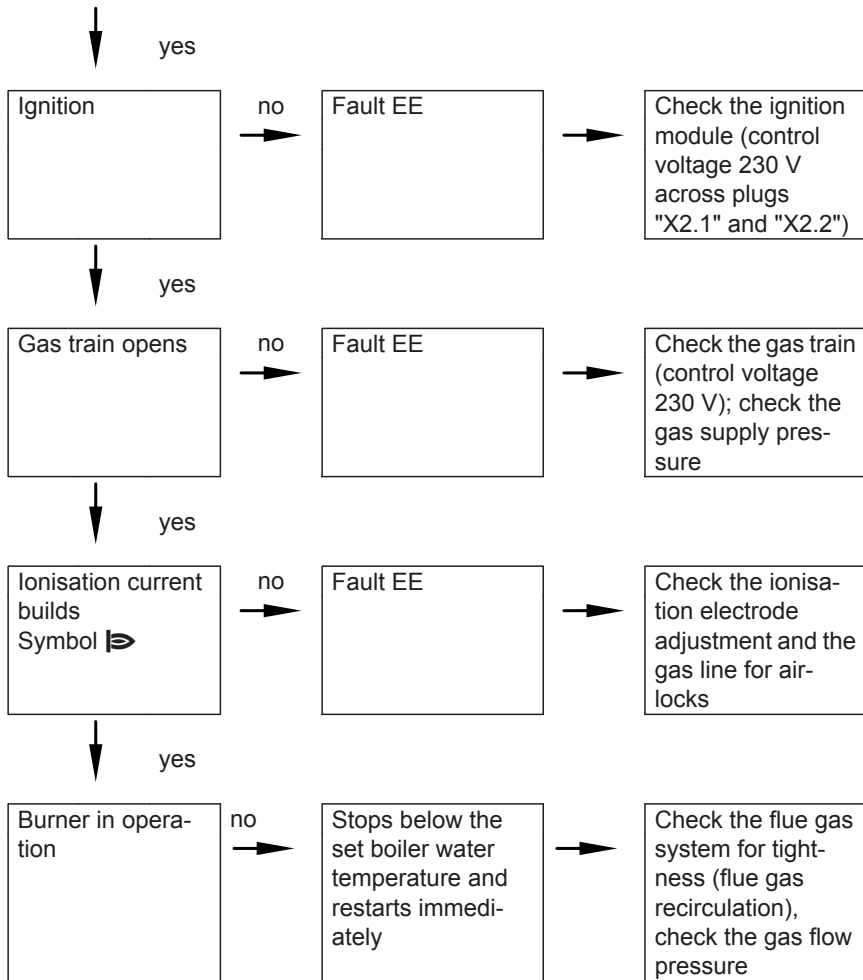 yes
Ignition
no
Fault EE
Check the ignition
module (control
voltage 230 V
across plugs
"X2.1" and "X2.2")
yes
Gas train opens
no
Fault EE
Check the gas train
(control voltage
230 V); check the
gas supply pres-
sure
yes
Ionisation current
builds
Symbol
no
Fault EE
Check the ionisa-
tion electrode
adjustment and the
gas line for air-
locks
yes
Burner in opera-
tion
no
Stops below the
set boiler water
temperature and
restarts immedi-
ately
Check the flue gas
system for tight-
ness (flue gas
recirculation),
check the gas flow
pressure